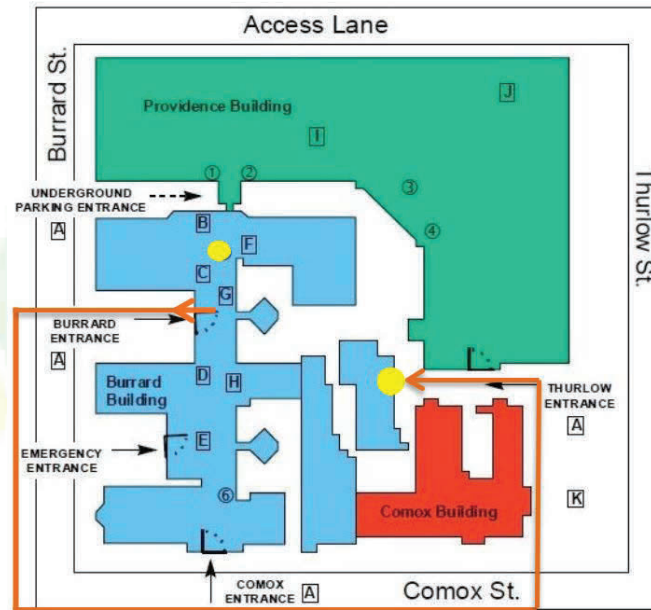 Access Lane
Burrard St.
Providence Building
J
I
① ②
③
UNDERGROUND
PARKING ENTRANCE
④
Thurlow St.
A
B
F
C
G
BURRARD
ENTRANCE
A
D
H
Burrard
Building
THURLOW
ENTRANCE
A
E
EMERGENCY
ENTRANCE
⑥
K
Comox Building
COMOX
ENTRANCE A
Comox St.